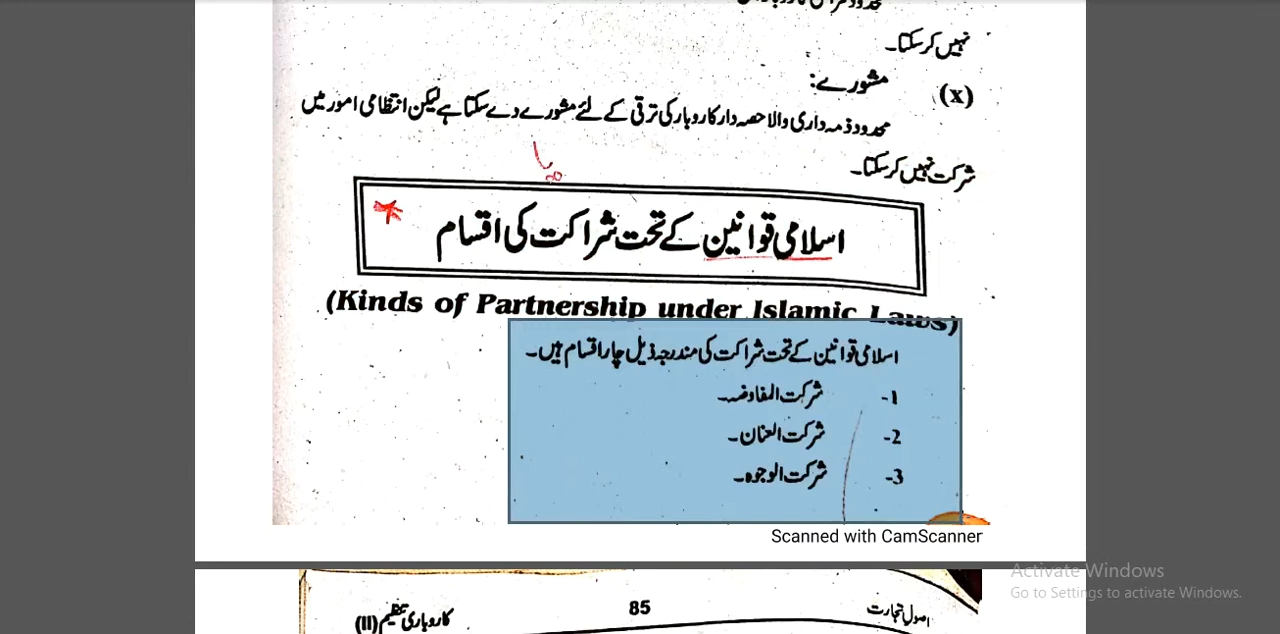 نہیں کرسکتا۔
(x) مشورے:
محدود ذمہ داری والا حصہ دار کاروبار کی ترقی کے لئے مشورے دے سکتا ہے لیکن انتظامی امور میں
شرکت نہیں کرسکتا۔
اسلامی قوانین کے تحت شراکت کی اقسام
(Kinds of Partnership under Islamic Laws)
اسلامی قوانین کے تحت شراکت کی مندرجہ ذیل چار اقسام ہیں۔
1- شرکت المفاوضہ۔
2- شرکت العنان۔
3- شرکت الوجوہ۔
Scanned with CamScanner
Activate Windows
Go to Settings to activate Windows.
اصول تجارت 85 کاروباری تنظیم (II)